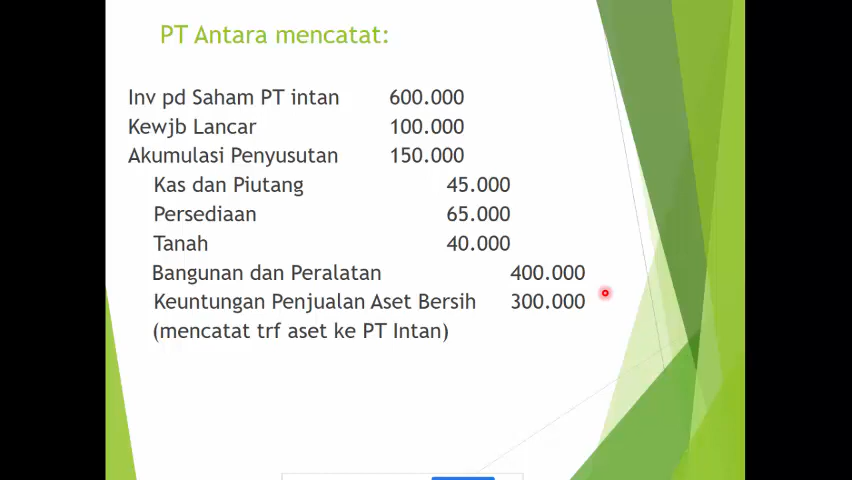 PT Antara mencatat:
Inv pd Saham PT intan 600.000
Kewjb Lancar 100.000
Akumulasi Penyusutan 150.000
Kas dan Piutang 45.000
Persediaan 65.000
Tanah 40.000
Bangunan dan Peralatan 400.000
Keuntungan Penjualan Aset Bersih 300.000
(mencatat trf aset ke PT Intan)